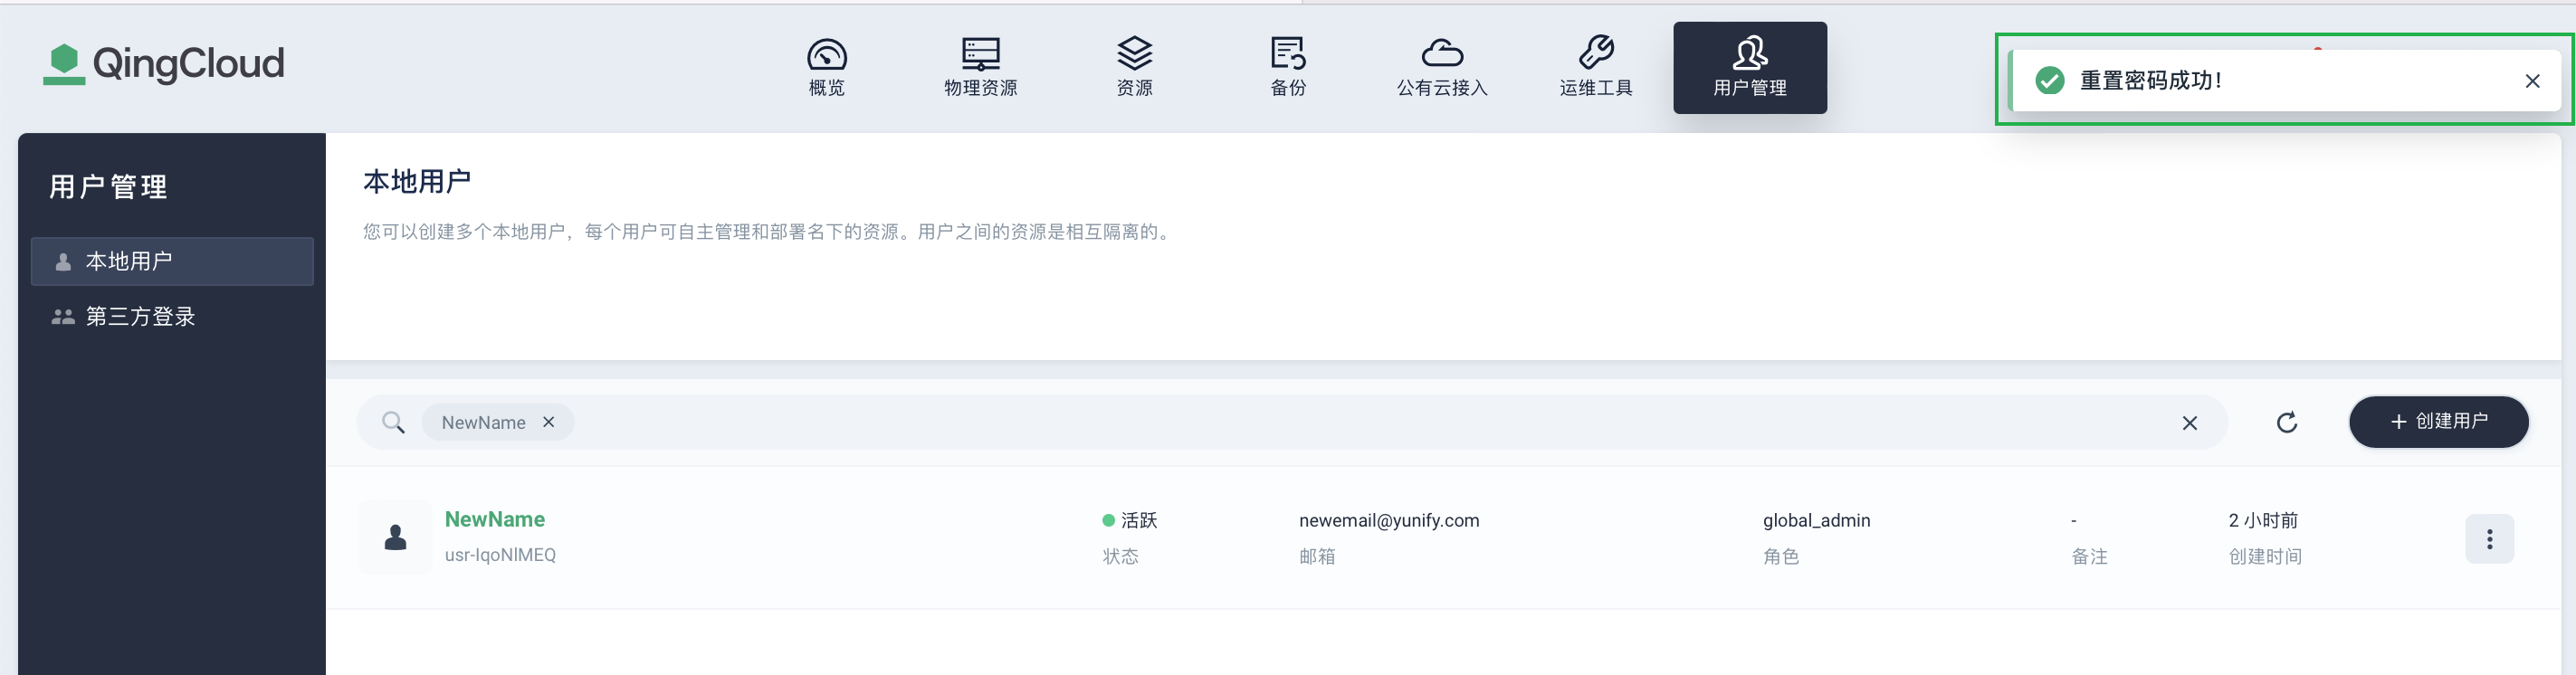 QingCloud
概览
物理资源
资源
备份
公有云接入
运维工具
用户管理
重置密码成功！
用户管理
本地用户
第三方登录
本地用户
您可以创建多个本地用户，每个用户可自主管理和部署名下的资源。用户之间的资源是相互隔离的。
NewName
创建用户
NewName
活跃
newemail@yunify.com
global_admin
-
2 小时前
usr-IqoNlMEQ
状态
邮箱
角色
备注
创建时间